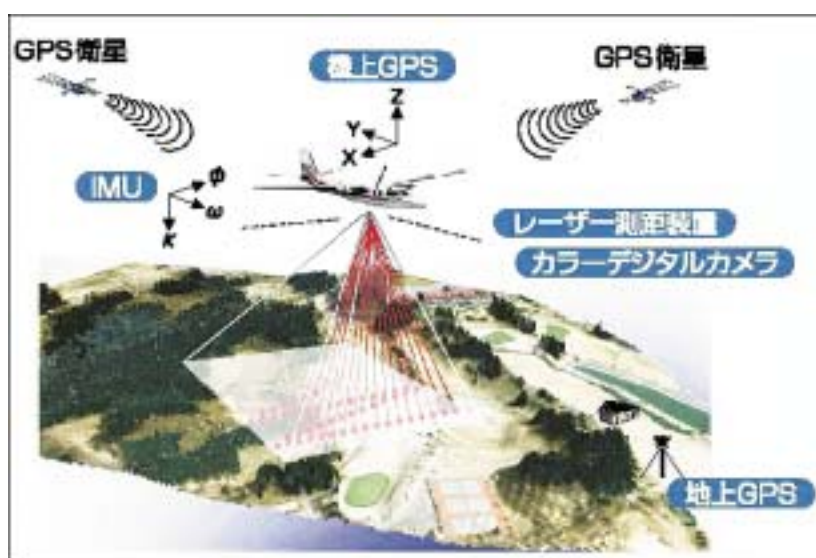 GPS衛星
機上GPS
GPS衛星
Z
Y
X
IMU
φ
ω
κ
レーザー測距装置
カラーデジタルカメラ
地上GPS